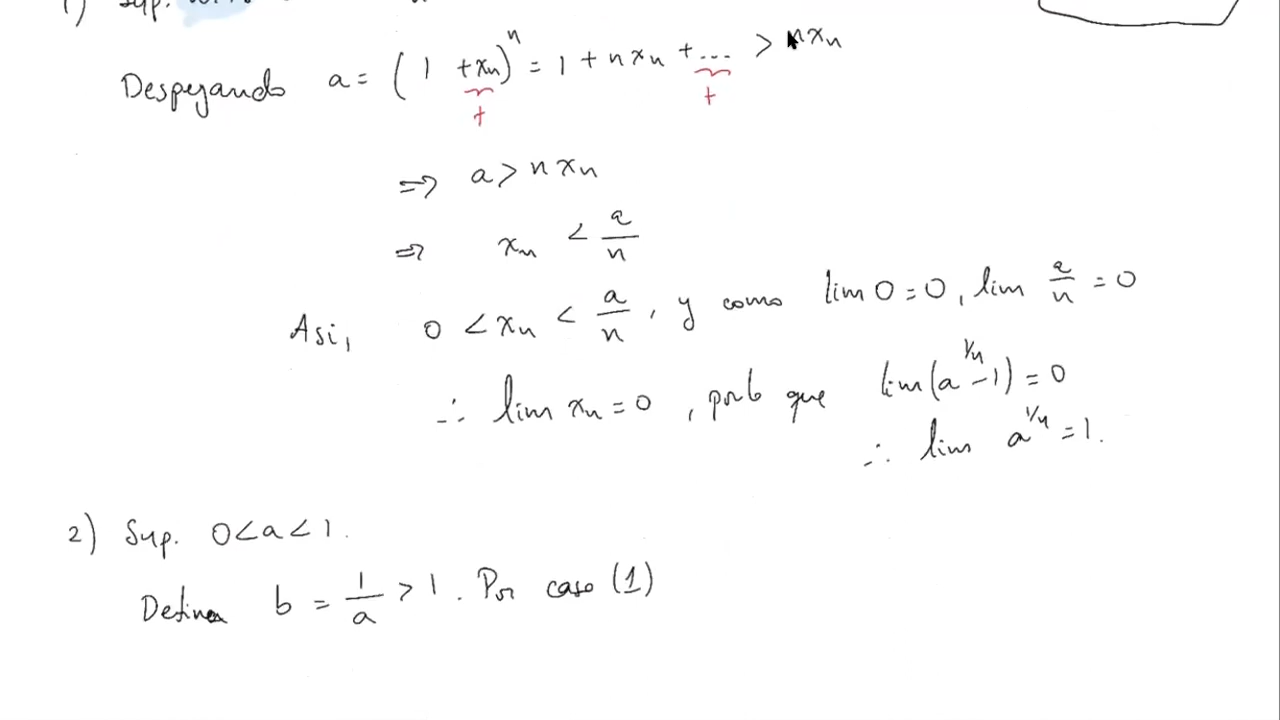 1) Sup.
Despejando a = (1 + xₙ)ⁿ = 1 + n xₙ + ... > n xₙ
+ +
⇒ a > n xₙ
⇒ xₙ < a/n
Así, 0 < xₙ < a/n, y como lim 0 = 0, lim a/n = 0
∴ lim xₙ = 0, por lo que lim (a^(1/n) - 1) = 0
∴ lim a^(1/n) = 1.
2) Sup. 0 < a < 1.
b = 1/a > 1. Por caso (1)